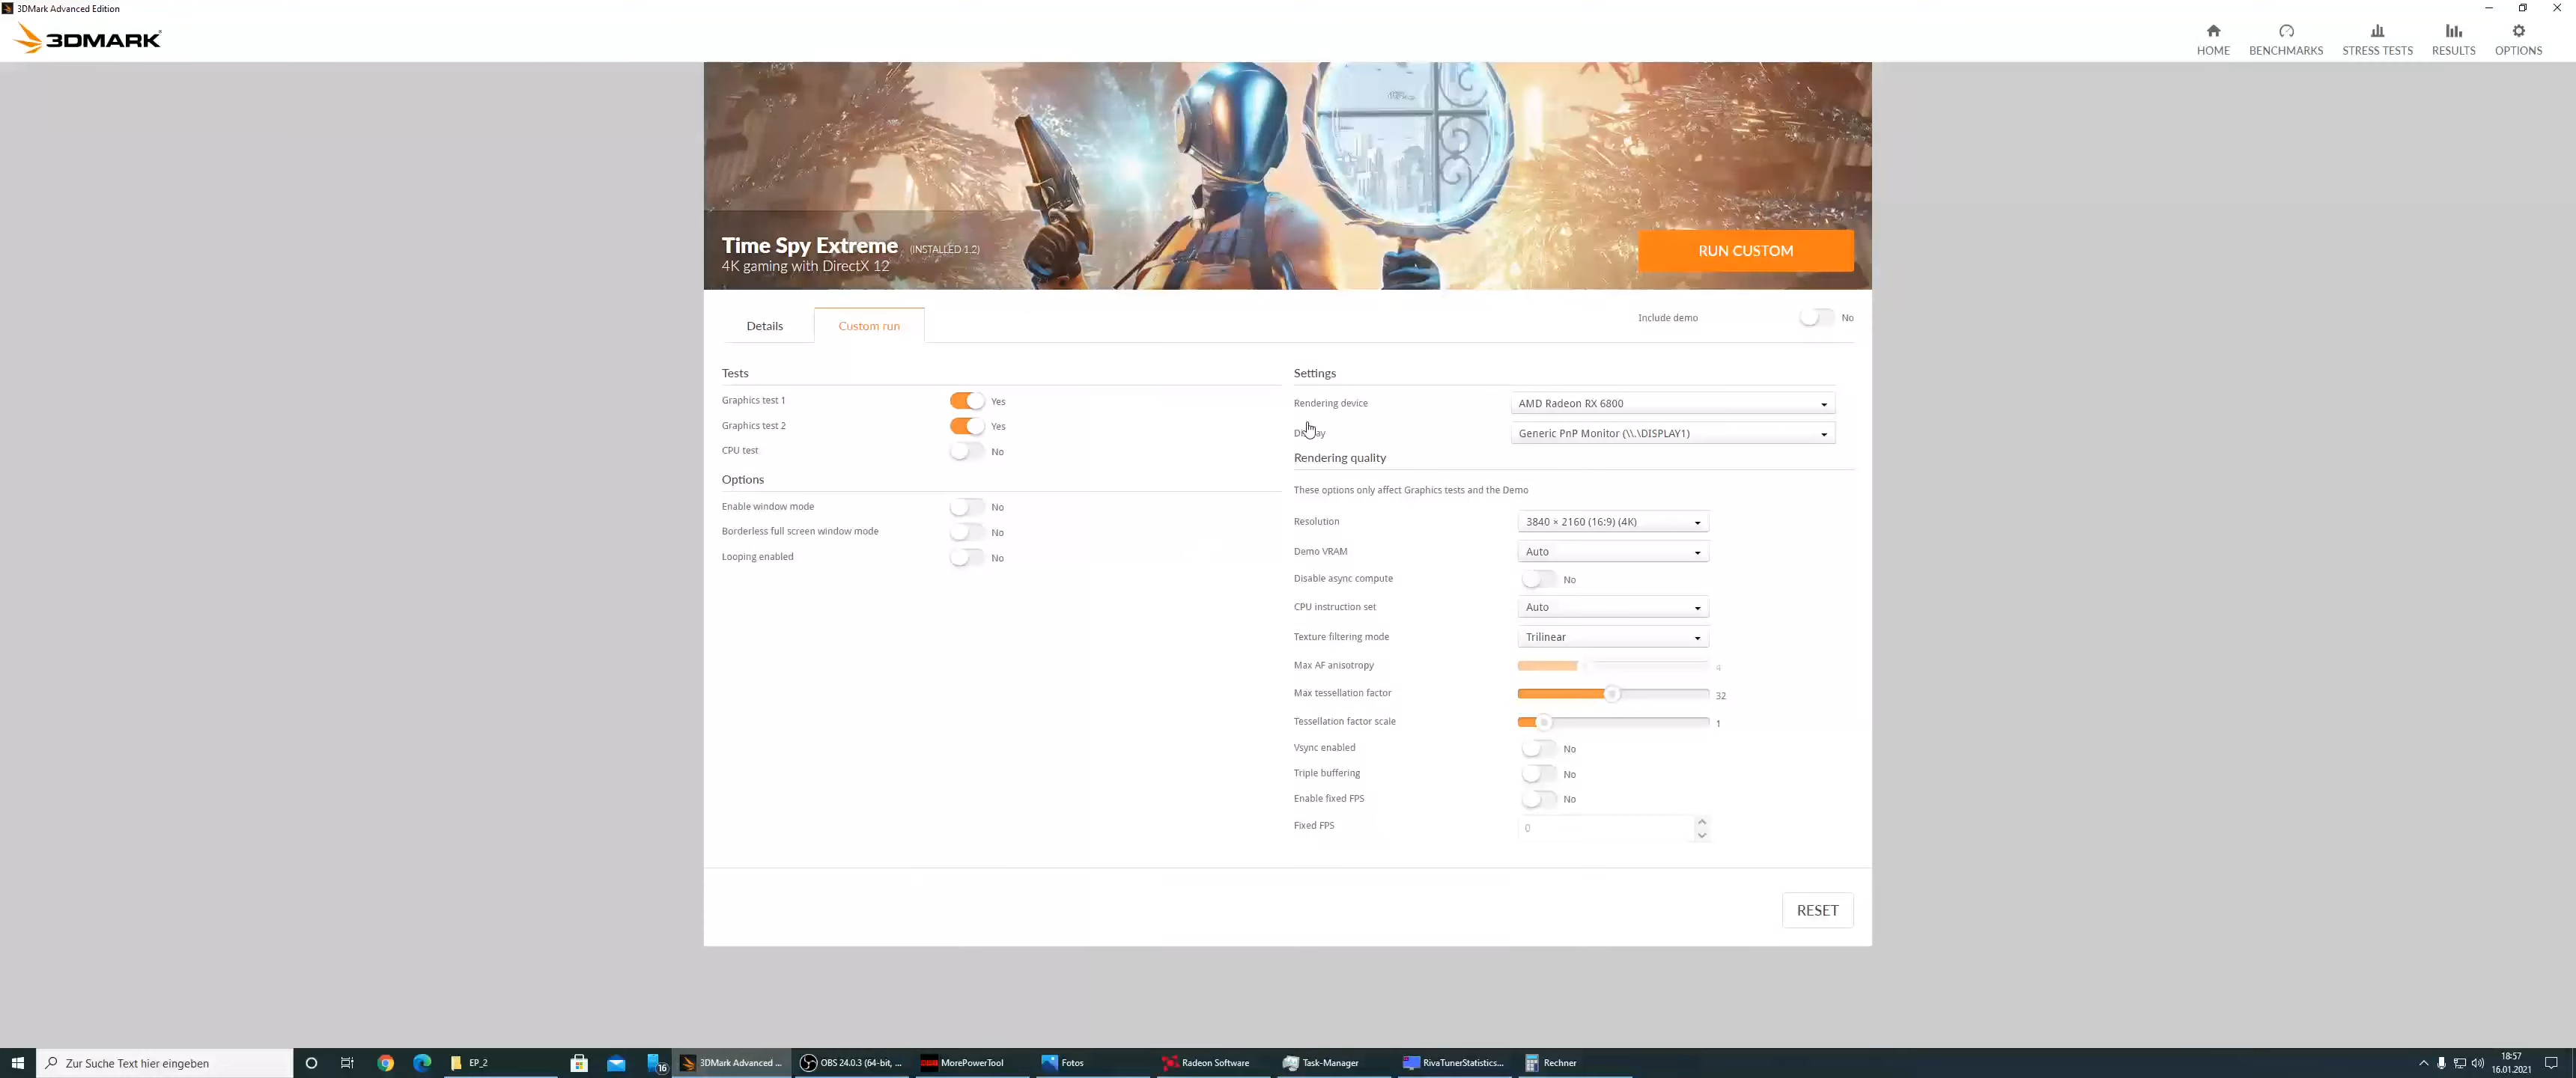 3DMark Advanced Edition
3DMARK
HOME
BENCHMARKS
STRESS TESTS
RESULTS
OPTIONS
Time Spy Extreme (INSTALLED 1.2)
4K gaming with DirectX 12
RUN CUSTOM
Details
Custom run
Include demo No
Tests
Graphics test 1 Yes
Graphics test 2 Yes
CPU test No
Options
Enable window mode No
Borderless full screen window mode No
Looping enabled No
Settings
Rendering device AMD Radeon RX 6800
Display Generic PnP Monitor (\\.\DISPLAY1)
Rendering quality
These options only affect Graphics tests and the Demo
Resolution 3840 × 2160 (16:9) (4K)
Demo VRAM Auto
Disable async compute No
CPU instruction set Auto
Texture filtering mode Trilinear
Max AF anisotropy 4
Max tessellation factor 32
Tessellation factor scale 1
Vsync enabled No
Triple buffering No
Enable fixed FPS No
Fixed FPS 0
RESET
Zur Suche Text hier eingeben
EP_2
16
3DMark Advanced ...
OBS 24.0.3 (64-bit, ...
MorePowerTool
Fotos
Radeon Software
Task-Manager
RivaTunerStatistics...
Rechner
18:57
16.01.2021